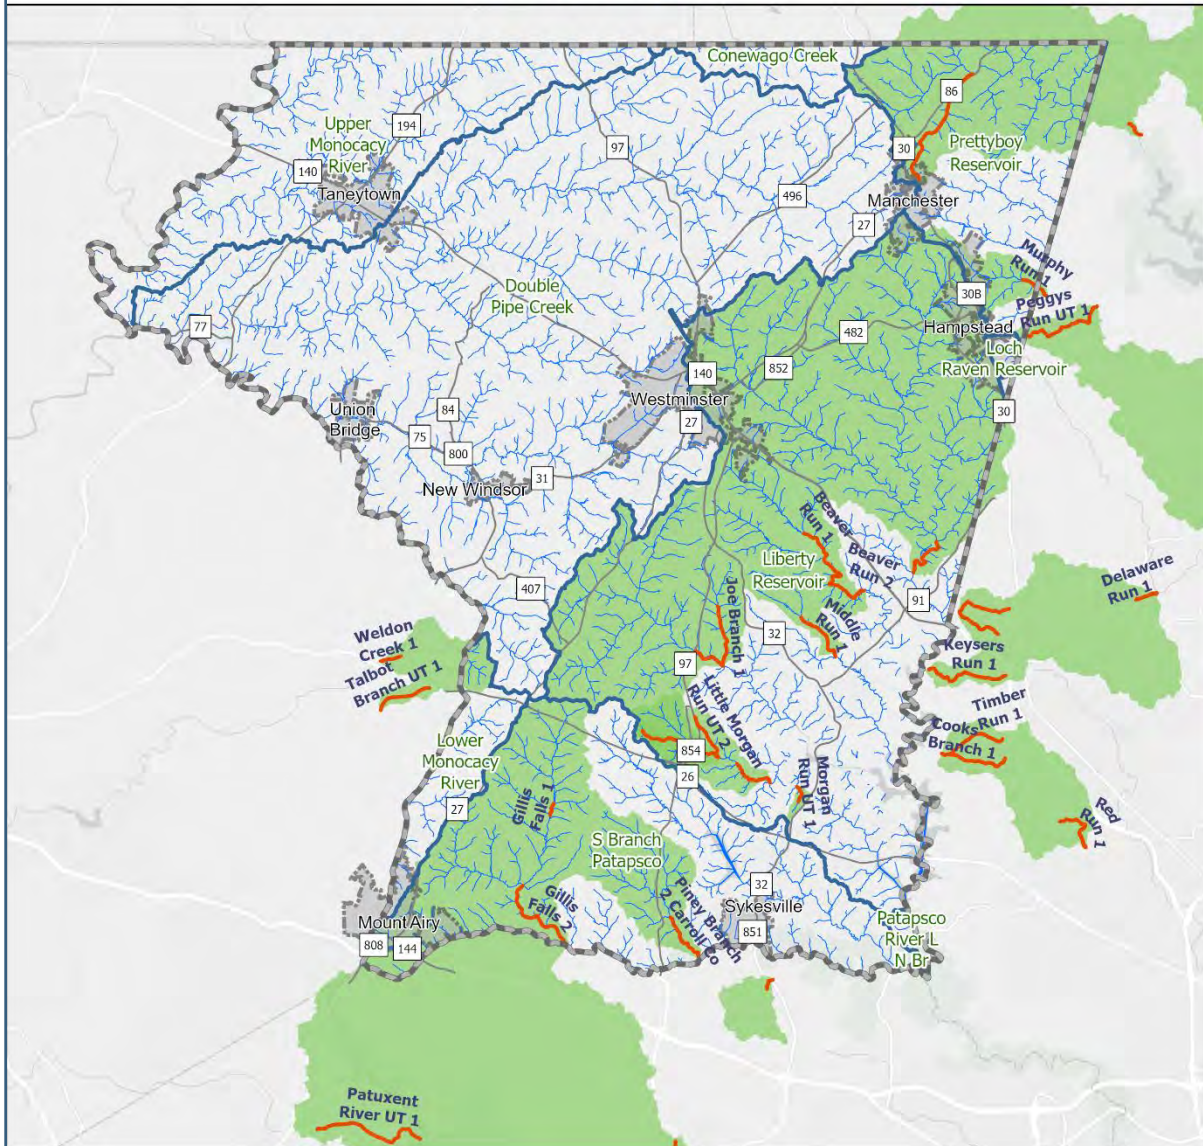 Conewago Creek
86
Upper
Monocacy
River
194
97
30
Prettyboy
Reservoir
140
Taneytown
496
Manchester
27
Murphy
Run 1
Double
Pipe Creek
30B
Peggys
Run UT 1
77
482
Hampstead
Loch
Raven Reservoir
140
852
Westminster
Union
Bridge
84
27
30
75
800
31
New Windsor
Beaver
Run 1
Beaver
Run 2
Liberty
Reservoir
Delaware
Run 1
407
91
Joe Branch 1
Middle
Run 1
32
Weldon
Creek 1
Keysers
Run 1
97
Talbot
Branch UT 1
Little Morgan
Run UT 2
Timber
Run 1
Cooks
Branch 1
Lower
Monocacy
River
854
26
Morgan
Run UT 1
27
Gillis
Falls 1
Red
Run 1
S Branch
Patapsco
32
Gillis
Falls 2
Piney Branch
2 Carroll Co
Sykesville
Mount Airy
851
Patapsco
River L
N Br
808
144
Patuxent
River UT 1